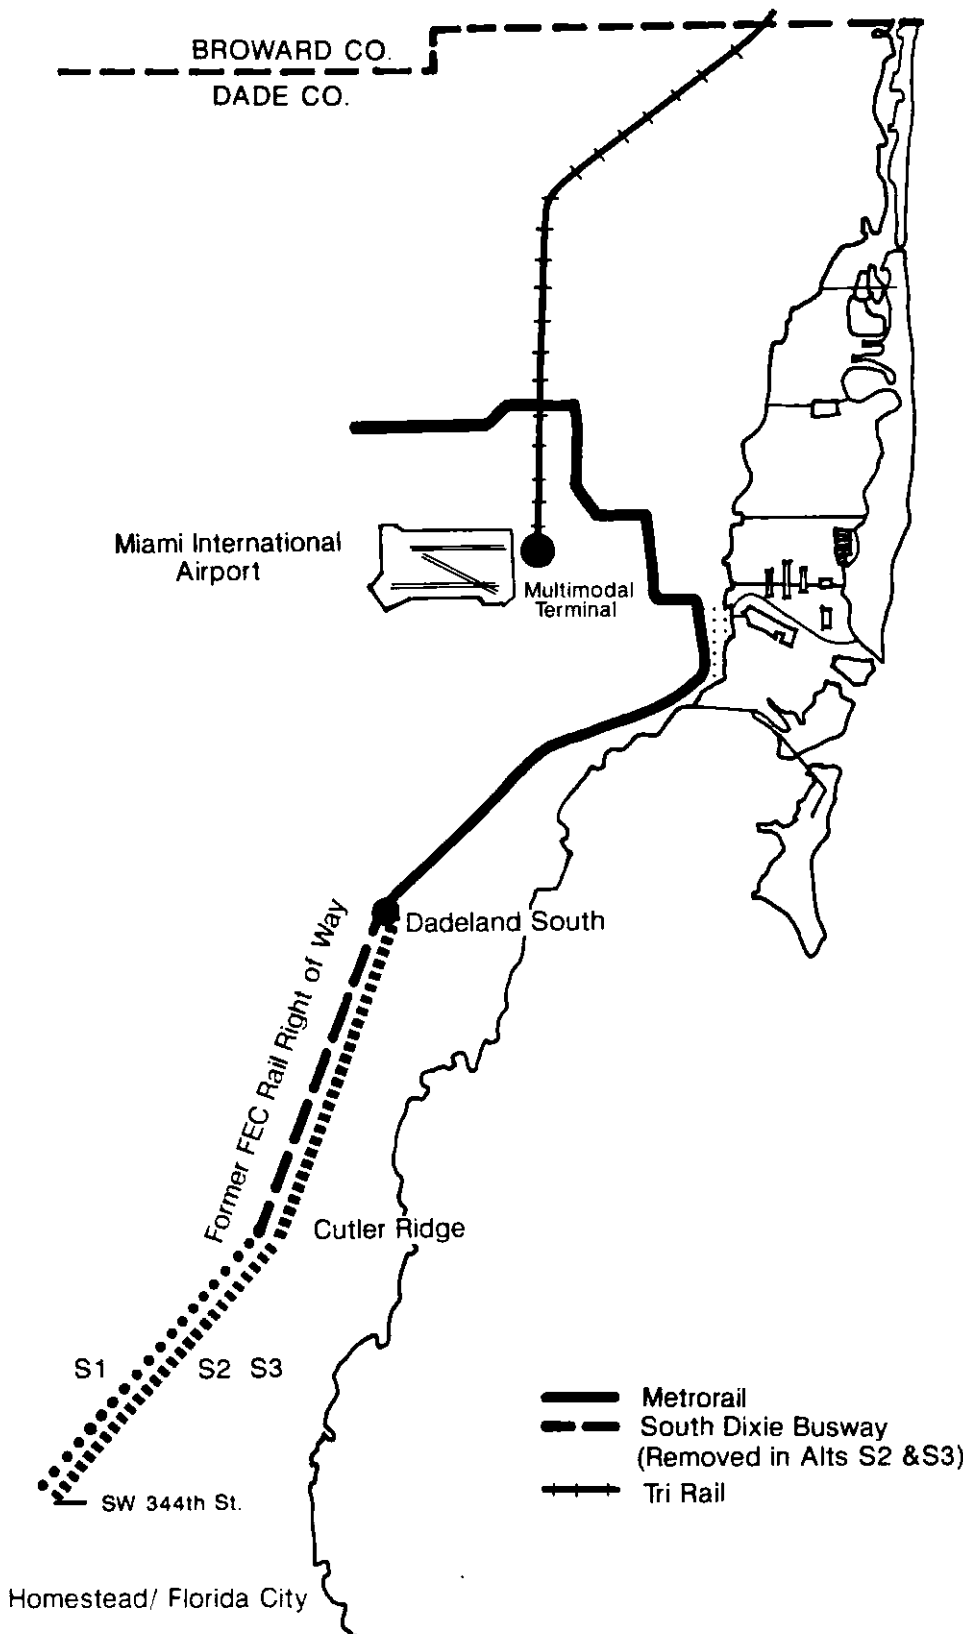 BROWARD CO.
DADE CO.
Miami International
Airport
Multimodal
Terminal
Dadeland South
Former FEC Rail Right of Way
Cutler Ridge
S1
S2 S3
SW 344th St.
Homestead/ Florida City
Metrorail
South Dixie Busway
(Removed in Alts S2 &S3)
Tri Rail